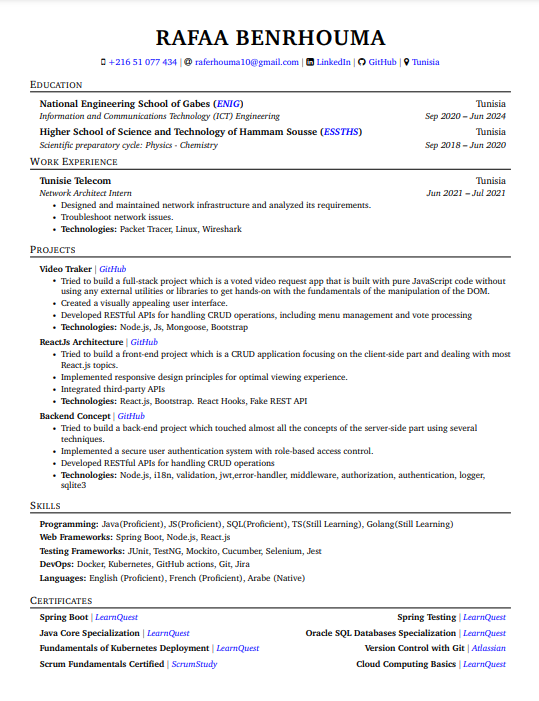 RAFAA BENRHOUMA
+216 51 077 434 | raferhouma10@gmail.com | LinkedIn | GitHub | Tunisia
Education
National Engineering School of Gabes (ENIG) Tunisia
Information and Communications Technology (ICT) Engineering Sep 2020 – Jun 2024
Higher School of Science and Technology of Hammam Sousse (ESSTHS) Tunisia
Scientific preparatory cycle: Physics - Chemistry Sep 2018 – Jun 2020
Work Experience
Tunisie Telecom Tunisia
Network Architect Intern Jun 2021 – Jul 2021
• Designed and maintained network infrastructure and analyzed its requirements.
• Troubleshoot network issues.
• Technologies: Packet Tracer, Linux, Wireshark
Projects
Video Traker | GitHub
• Tried to build a full-stack project which is a voted video request app that is built with pure JavaScript code without
using any external utilities or libraries to get hands-on with the fundamentals of the manipulation of the DOM.
• Created a visually appealing user interface.
• Developed RESTful APIs for handling CRUD operations, including menu management and vote processing
• Technologies: Node.js, Js, Mongoose, Bootstrap
ReactJs Architecture | GitHub
• Tried to build a front-end project which is a CRUD application focusing on the client-side part and dealing with most
React.js topics.
• Implemented responsive design principles for optimal viewing experience.
• Integrated third-party APIs
• Technologies: React.js, Bootstrap. React Hooks, Fake REST API
Backend Concept | GitHub
• Tried to build a back-end project which touched almost all the concepts of the server-side part using several
techniques.
• Implemented a secure user authentication system with role-based access control.
• Developed RESTful APIs for handling CRUD operations
• Technologies: Node.js, i18n, validation, jwt,error-handler, middleware, authorization, authentication, logger,
sqlite3
Skills
Programming: Java(Proficient), JS(Proficient), SQL(Proficient), TS(Still Learning), Golang(Still Learning)
Web Frameworks: Spring Boot, Node.js, React.js
Testing Frameworks: JUnit, TestNG, Mockito, Cucumber, Selenium, Jest
DevOps: Docker, Kubernetes, GitHub actions, Git, Jira
Languages: English (Proficient), French (Proficient), Arabe (Native)
Certificates
Spring Boot | LearnQuest Spring Testing | LearnQuest
Java Core Specialization | LearnQuest Oracle SQL Databases Specialization | LearnQuest
Fundamentals of Kubernetes Deployment | LearnQuest Version Control with Git | Atlassian
Scrum Fundamentals Certified | ScrumStudy Cloud Computing Basics | LearnQuest